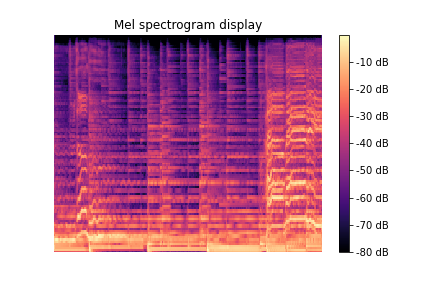 Mel spectrogram display
-10 dB
-20 dB
-30 dB
-40 dB
-50 dB
-60 dB
-70 dB
-80 dB